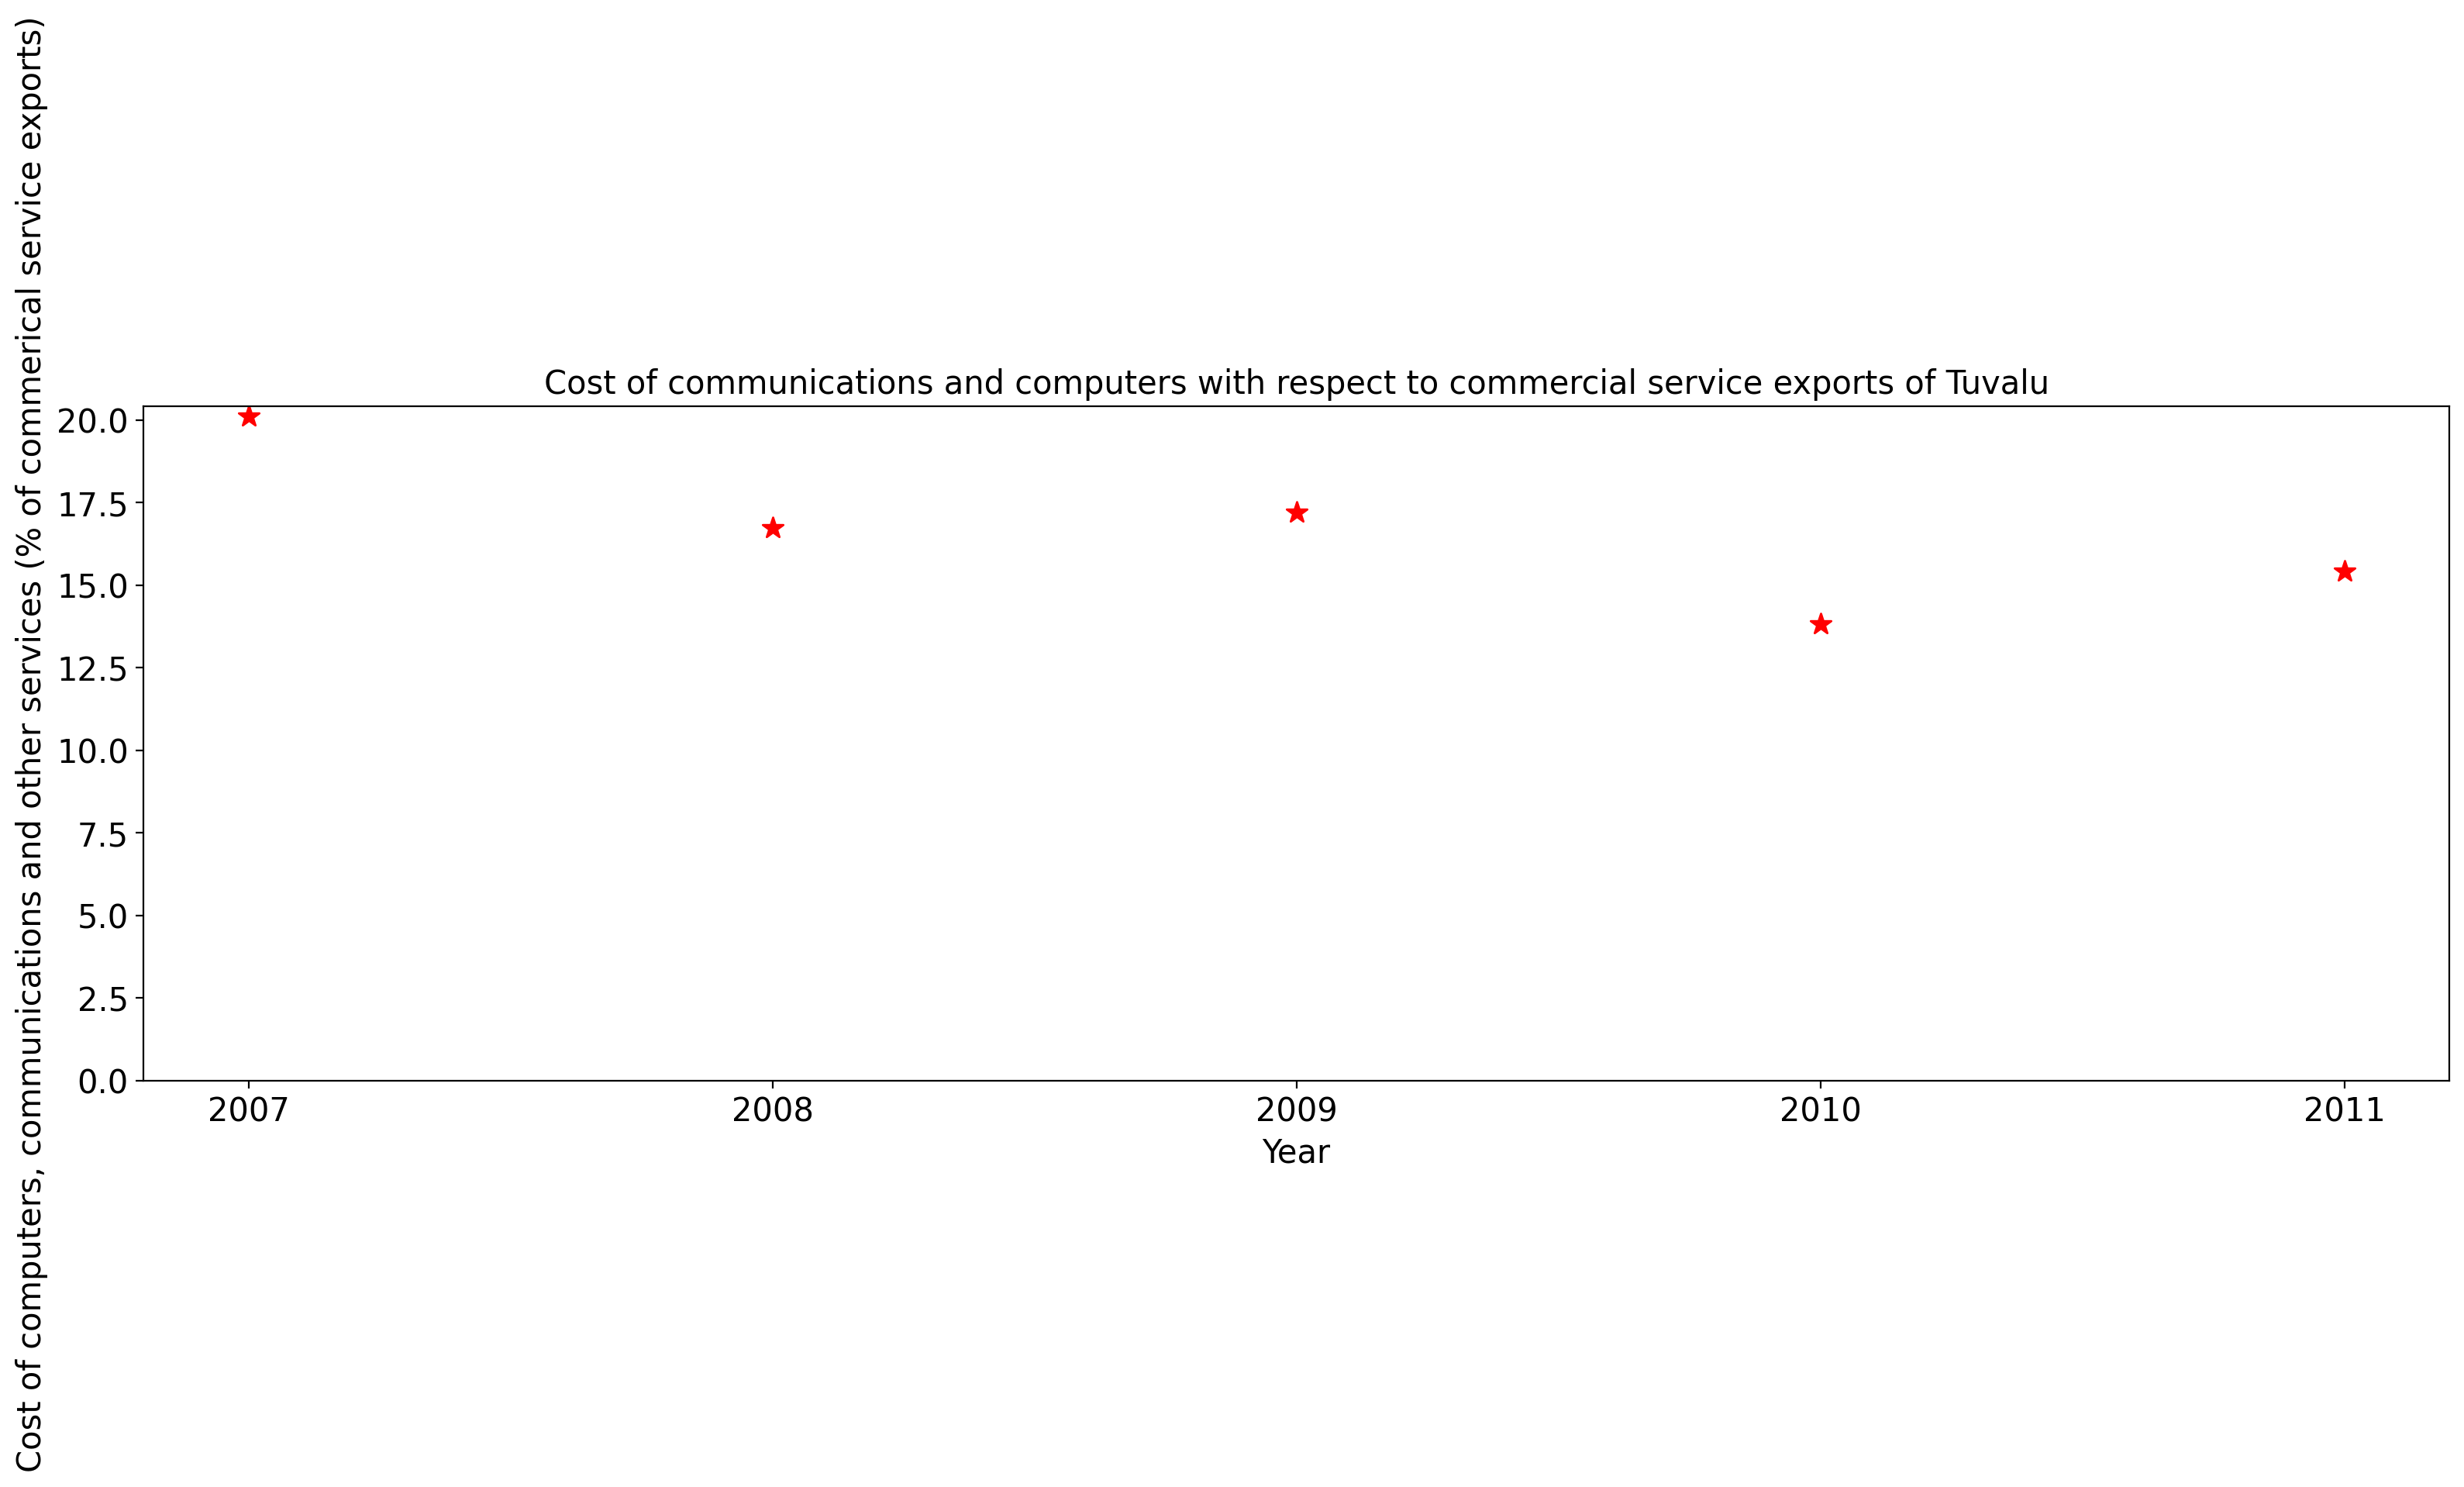 Cost of communications and computers with respect to commercial service exports of Tuvalu
Cost of computers, communications and other services (% of commerical service exports)
20.0
17.5
15.0
12.5
10.0
7.5
5.0
2.5
0.0
2007 2008 2009 2010 2011
Year